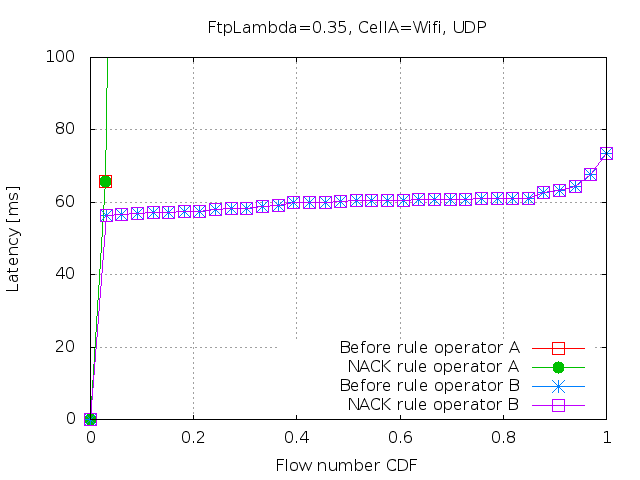 FtpLambda=0.35, CellA=Wifi, UDP
100
80
60
40
20
0
Latency [ms]
Before rule operator A
NACK rule operator A
Before rule operator B
NACK rule operator B
0 0.2 0.4 0.6 0.8 1
Flow number CDF